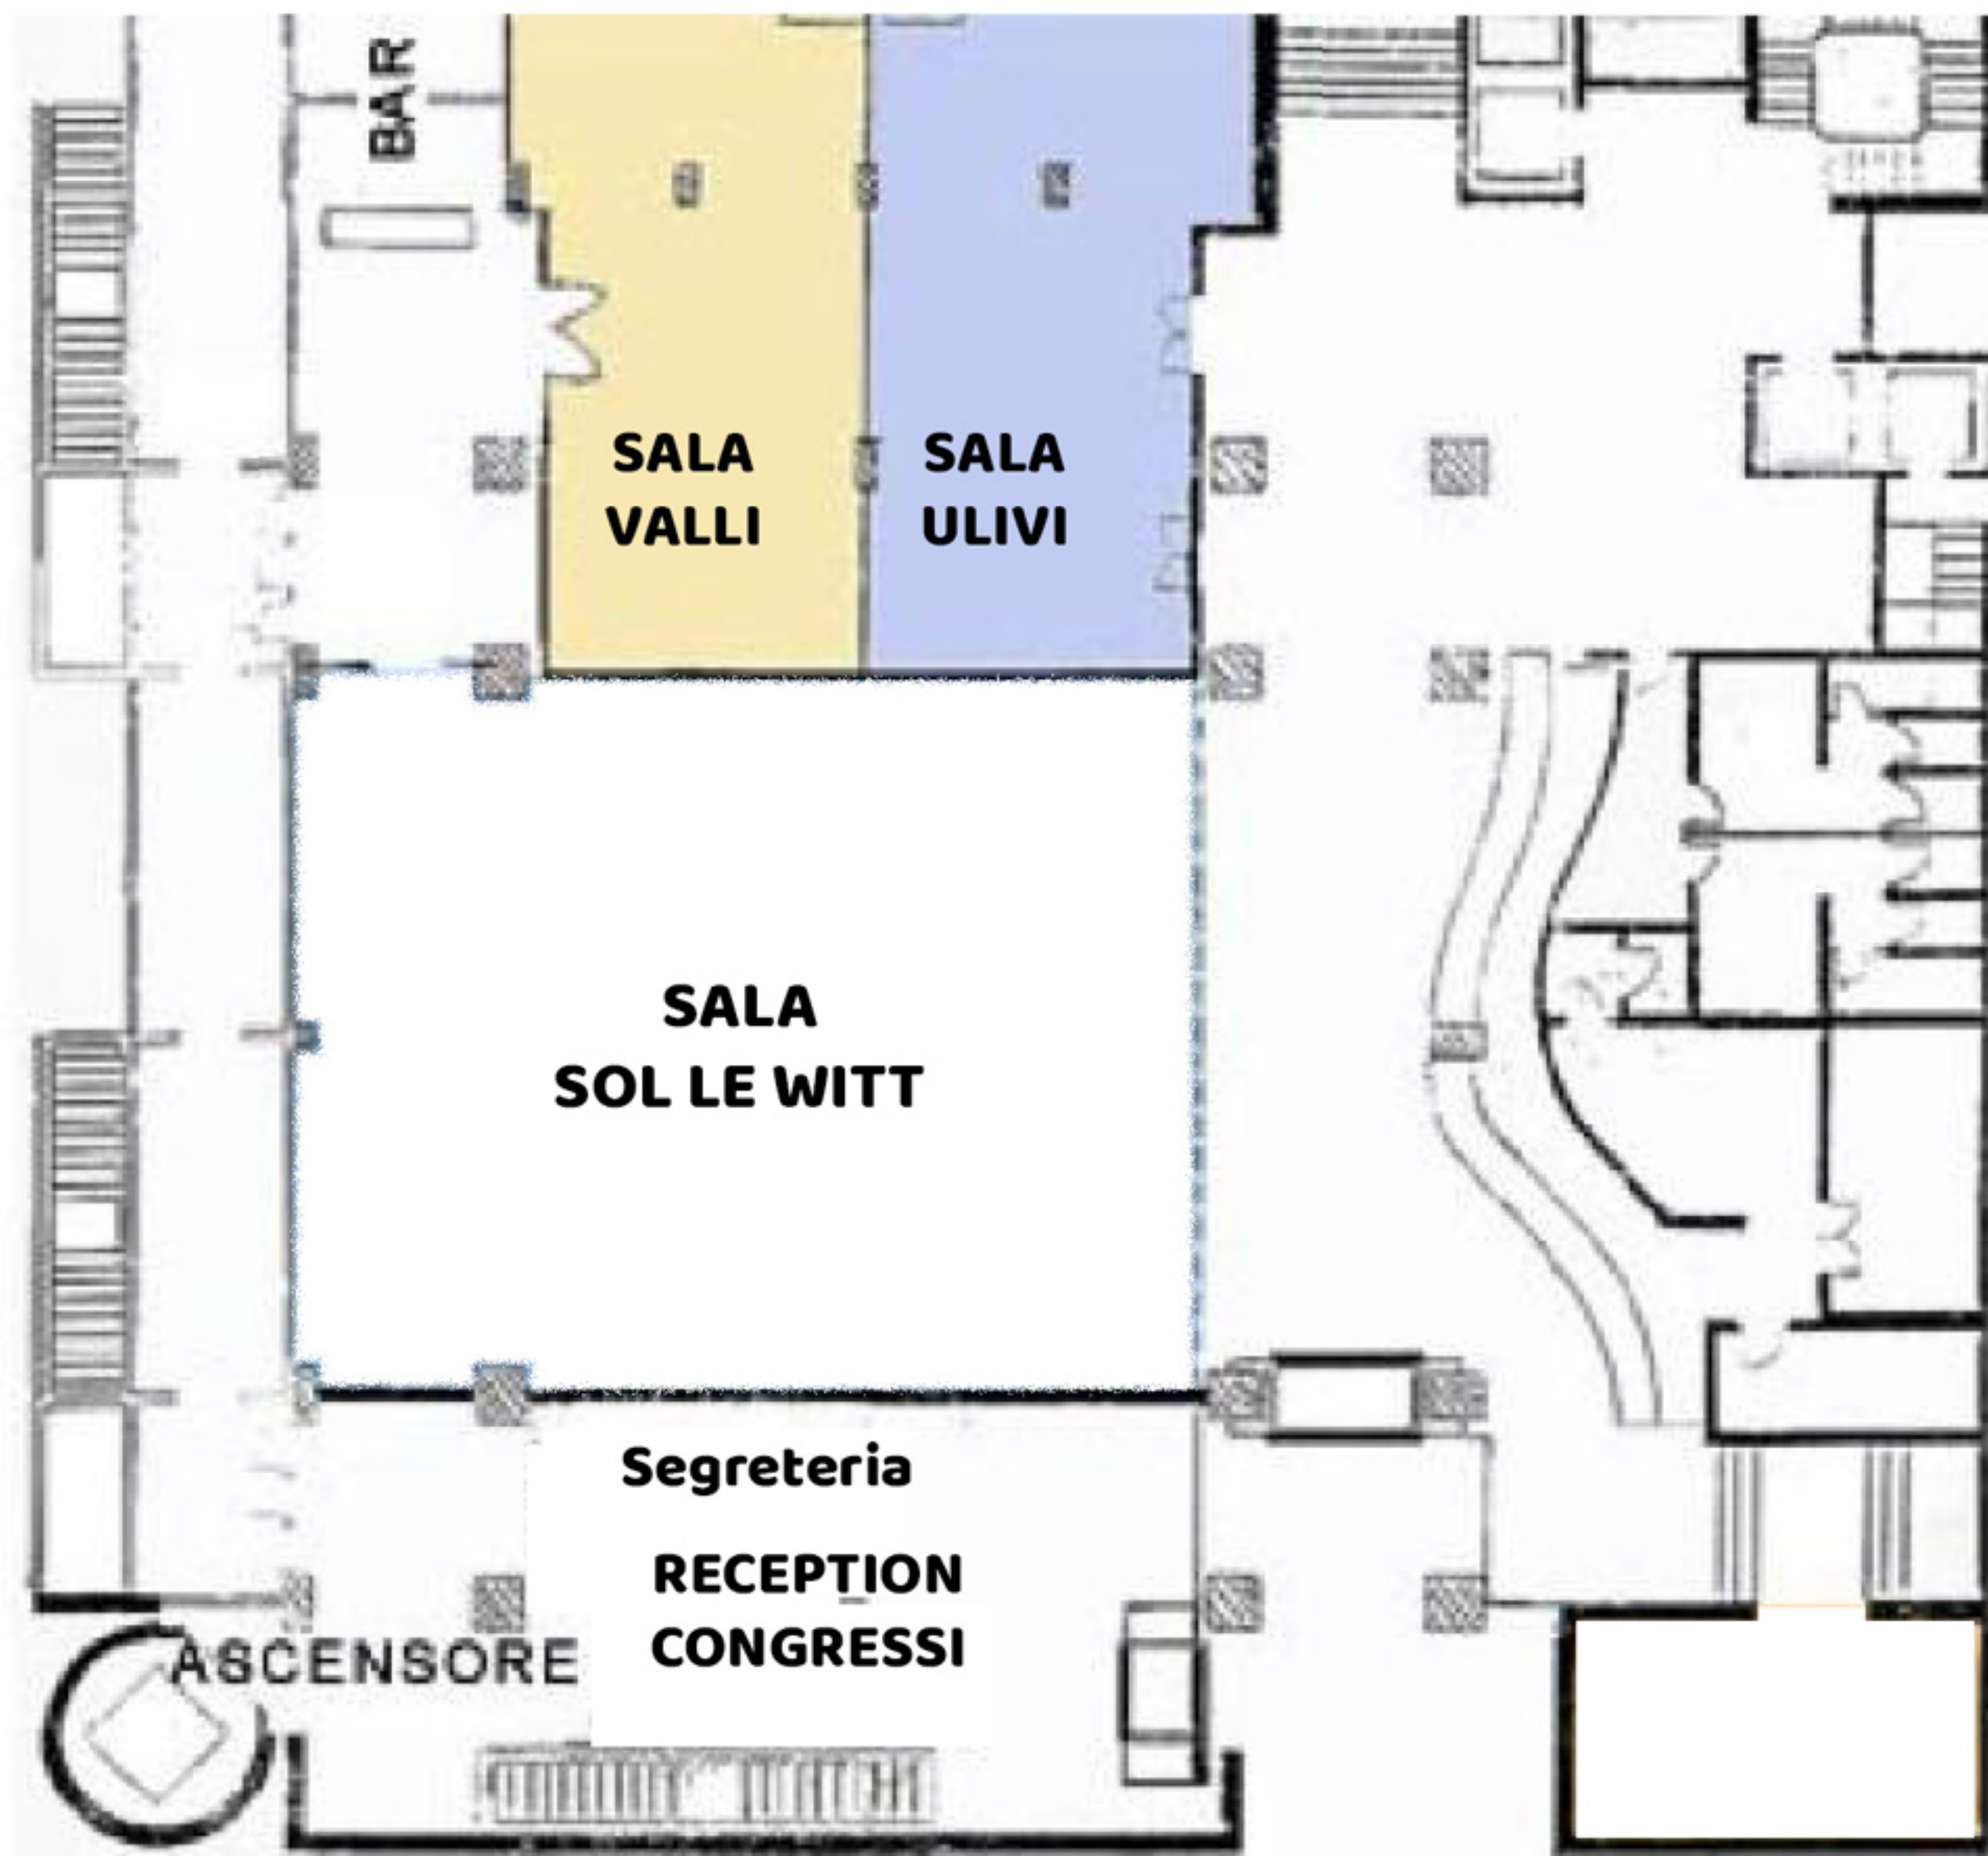 BAR
SALA
VALLI
SALA
ULIVI
SALA
SOL LE WITT
Segreteria
RECEPTION
CONGRESSI
ASCENSORE